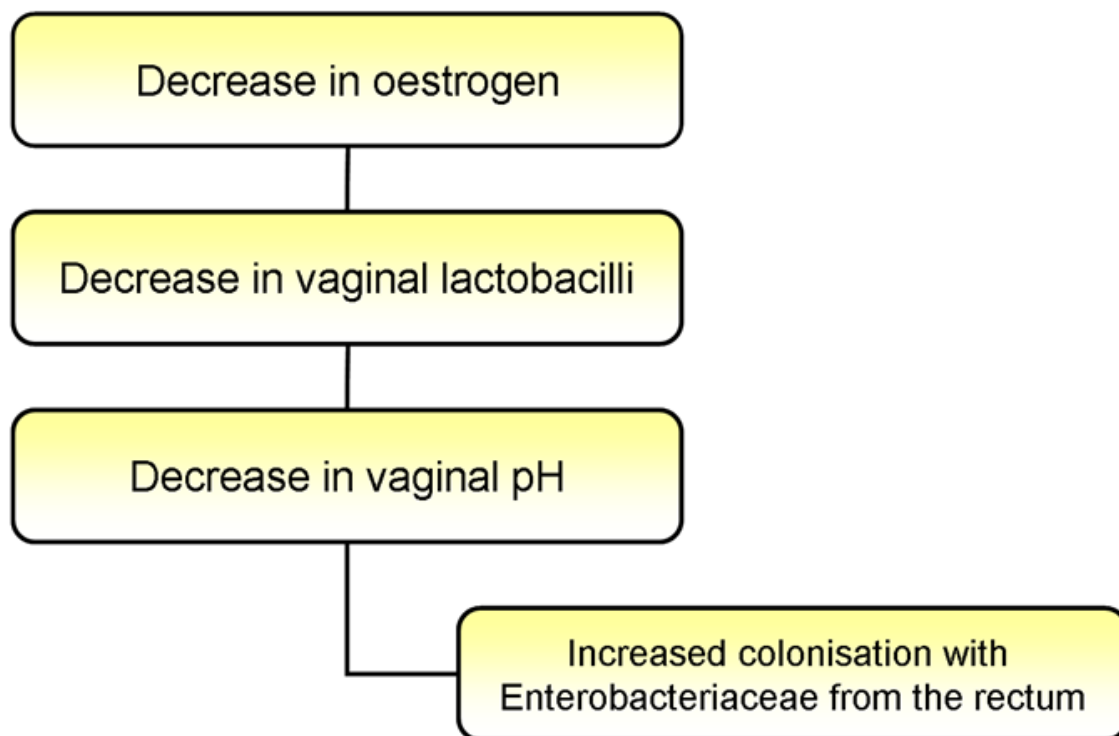 Decrease in oestrogen
Decrease in vaginal lactobacilli
Decrease in vaginal pH
Increased colonisation with
Enterobacteriaceae from the rectum